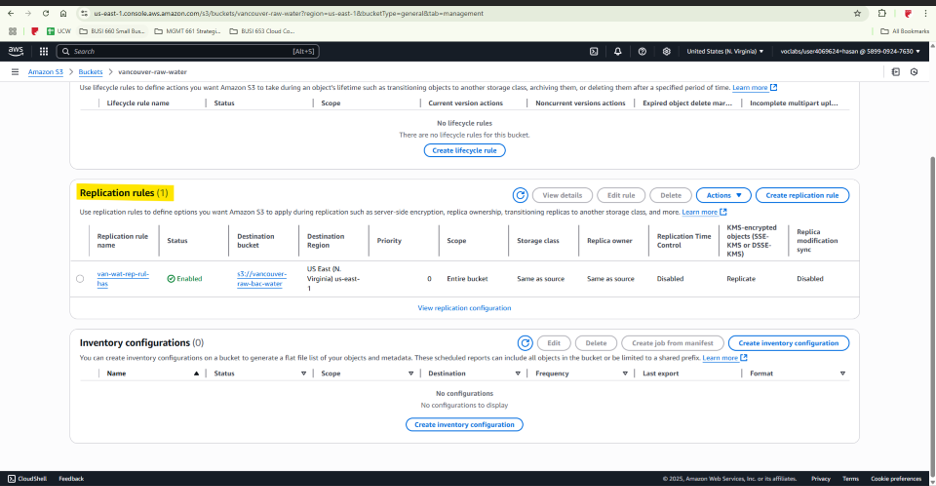 us-east-1.console.aws.amazon.com/s3/buckets/vancouver-raw-water?region=us-east-1&bucketType=general&tab=management
UCW BUSI 660 Small Bus... MGMT 661 Strategi... BUSI 653 Cloud Co... All Bookmarks
aws Search [Alt+S] United States (N. Virginia) voclabs/user4069624=hasan @ 5899-0924-7630
Amazon S3 > Buckets > vancouver-raw-water
Use lifecycle rules to define actions you want Amazon S3 to take during an object's lifetime such as transitioning objects to another storage class, archiving them, or deleting them after a specified period of time. Learn more
Lifecycle rule name Status Scope Current version actions Noncurrent versions actions Expired object delete mar... Incomplete multipart upl...
No lifecycle rules
There are no lifecycle rules for this bucket.
Create lifecycle rule
Replication rules (1) View details Edit rule Delete Actions Create replication rule
Use replication rules to define options you want Amazon S3 to apply during replication such as server-side encryption, replica ownership, transitioning replicas to another storage class, and more. Learn more
Replication rule name Status Destination bucket Destination Region Priority Scope Storage class Replica owner Replication Time Control KMS-encrypted objects (SSE-KMS or DSSE-KMS) Replica modification sync
van-wat-rep-rul-has Enabled s3://vancouver-raw-bac-water US East (N. Virginia) us-east-1 0 Entire bucket Same as source Same as source Disabled Replicate Disabled
View replication configuration
Inventory configurations (0) Edit Delete Create job from manifest Create inventory configuration
You can create inventory configurations on a bucket to generate a flat file list of your objects and metadata. These scheduled reports can include all objects in the bucket or be limited to a shared prefix. Learn more
Name Status Scope Destination Frequency Last export Format
No configurations
No configurations to display
Create inventory configuration
CloudShell Feedback © 2025, Amazon Web Services, Inc. or its affiliates. Privacy Terms Cookie preferences